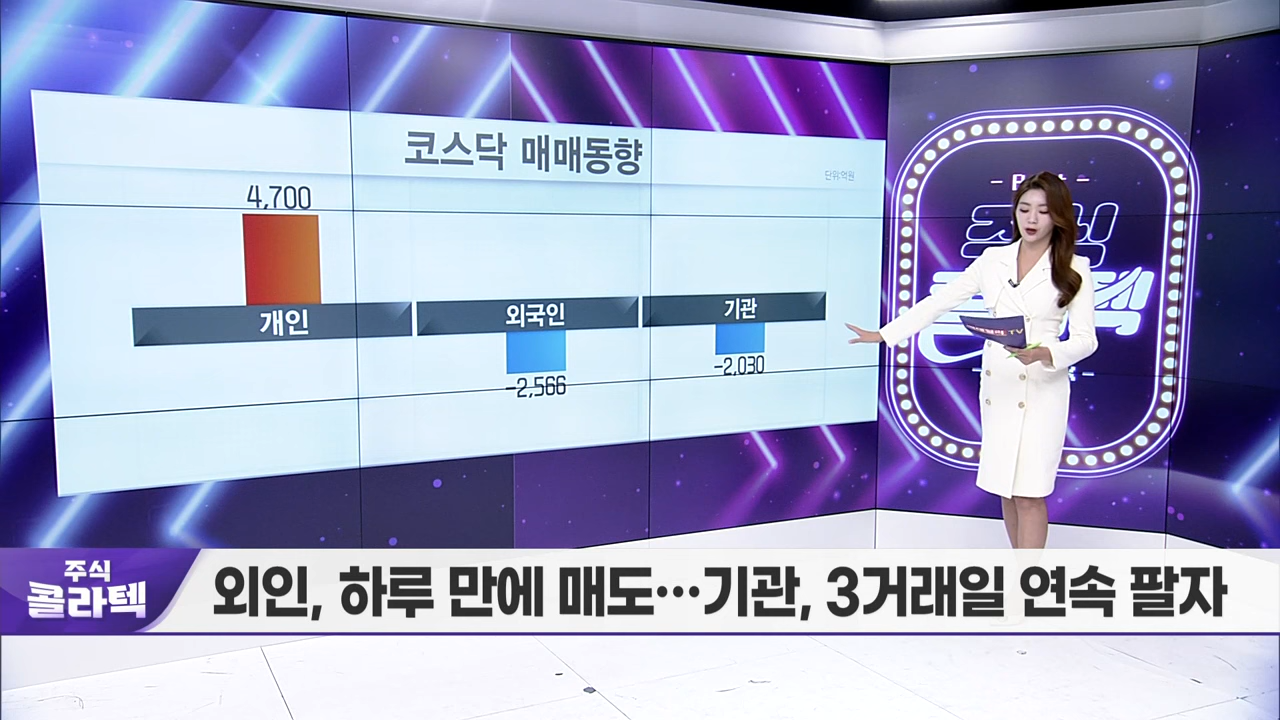 코스닥 매매동향
단위:억원
4,700
개인
외국인
-2,566
기관
-2,030
주식
콜라텍
외인, 하루 만에 매도…기관, 3거래일 연속 팔자